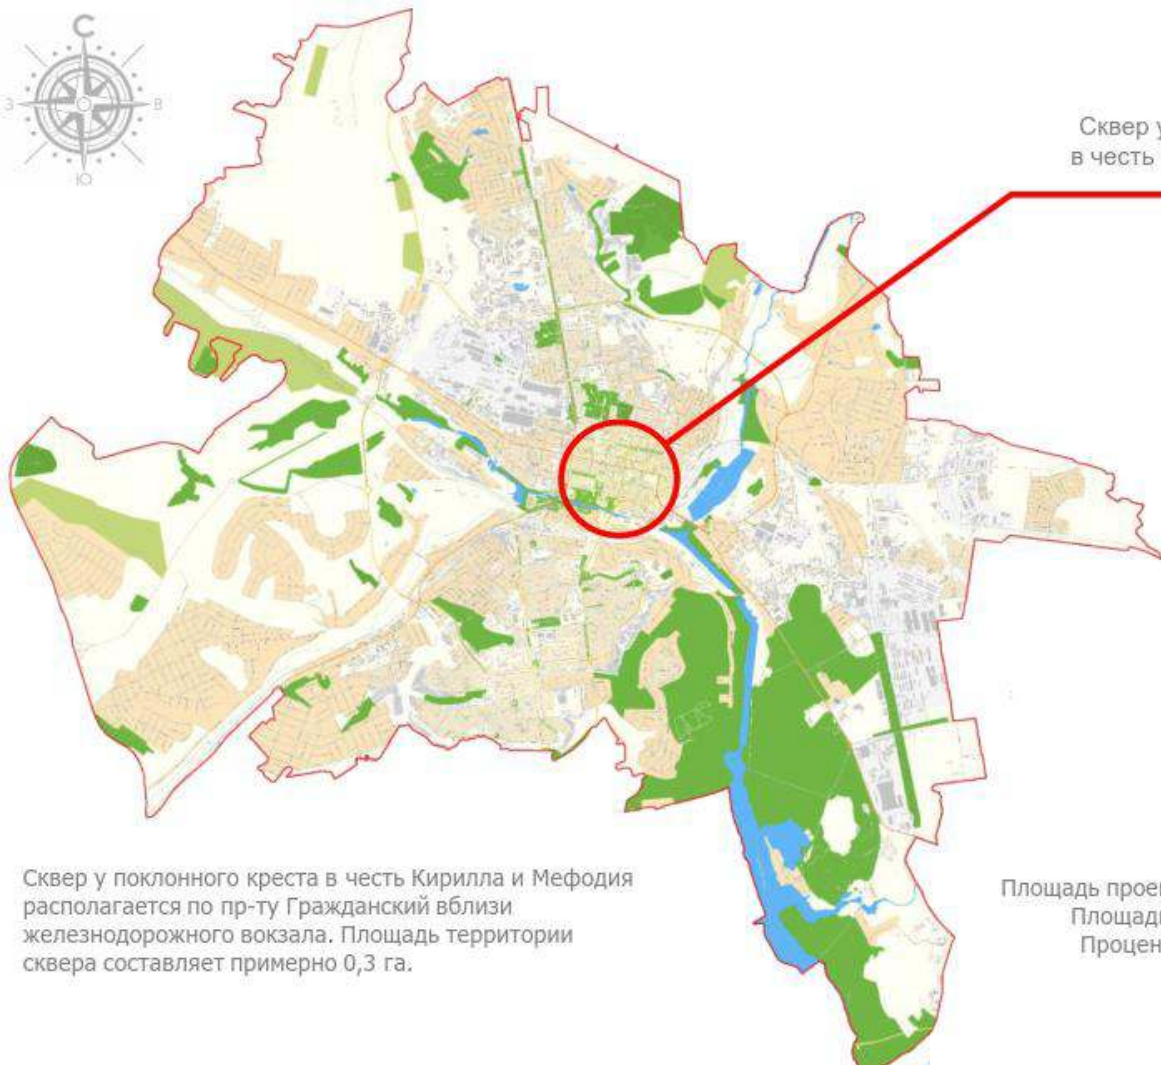 С
З
В
Ю
Сквер у
в честь
Сквер у поклонного креста в честь Кирилла и Мефодия
располагается по пр-ту Гражданский вблизи
железнодорожного вокзала. Площадь территории
сквера составляет примерно 0,3 га.
Площадь прое
Площадь
Процен